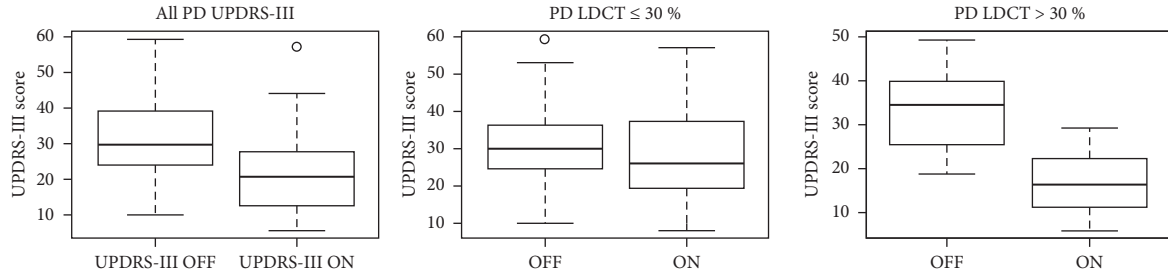 All PD UPDRS-III
UPDRS-III score
60
50
40
30
20
10
UPDRS-III OFF UPDRS-III ON
PD LDCT ≤ 30 %
UPDRS-III score
60
50
40
30
20
10
OFF ON
PD LDCT > 30 %
UPDRS-III score
50
40
30
20
10
OFF ON